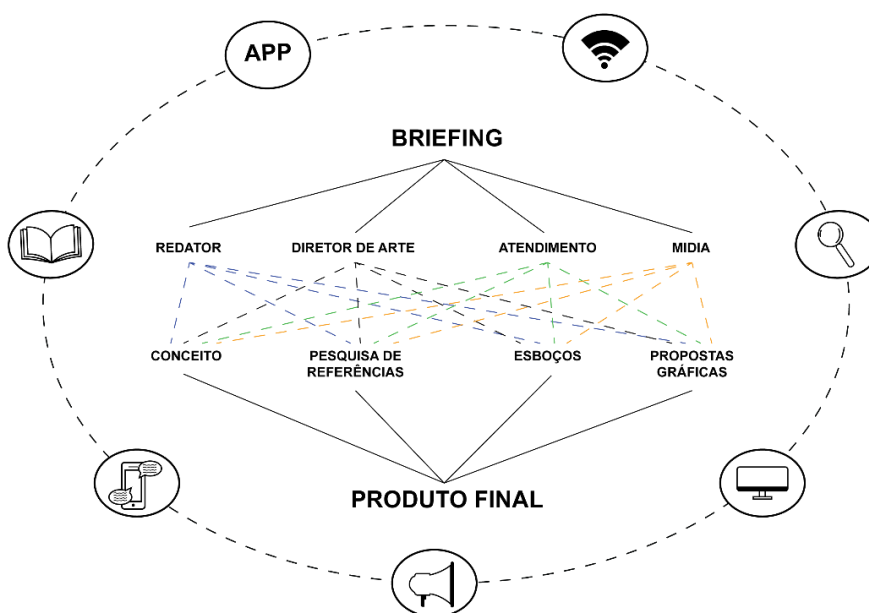 APP
BRIEFING
REDATOR
DIRETOR DE ARTE
ATENDIMENTO
MIDIA
CONCEITO
PESQUISA DE
REFERÊNCIAS
ESBOÇOS
PROPOSTAS
GRÁFICAS
PRODUTO FINAL